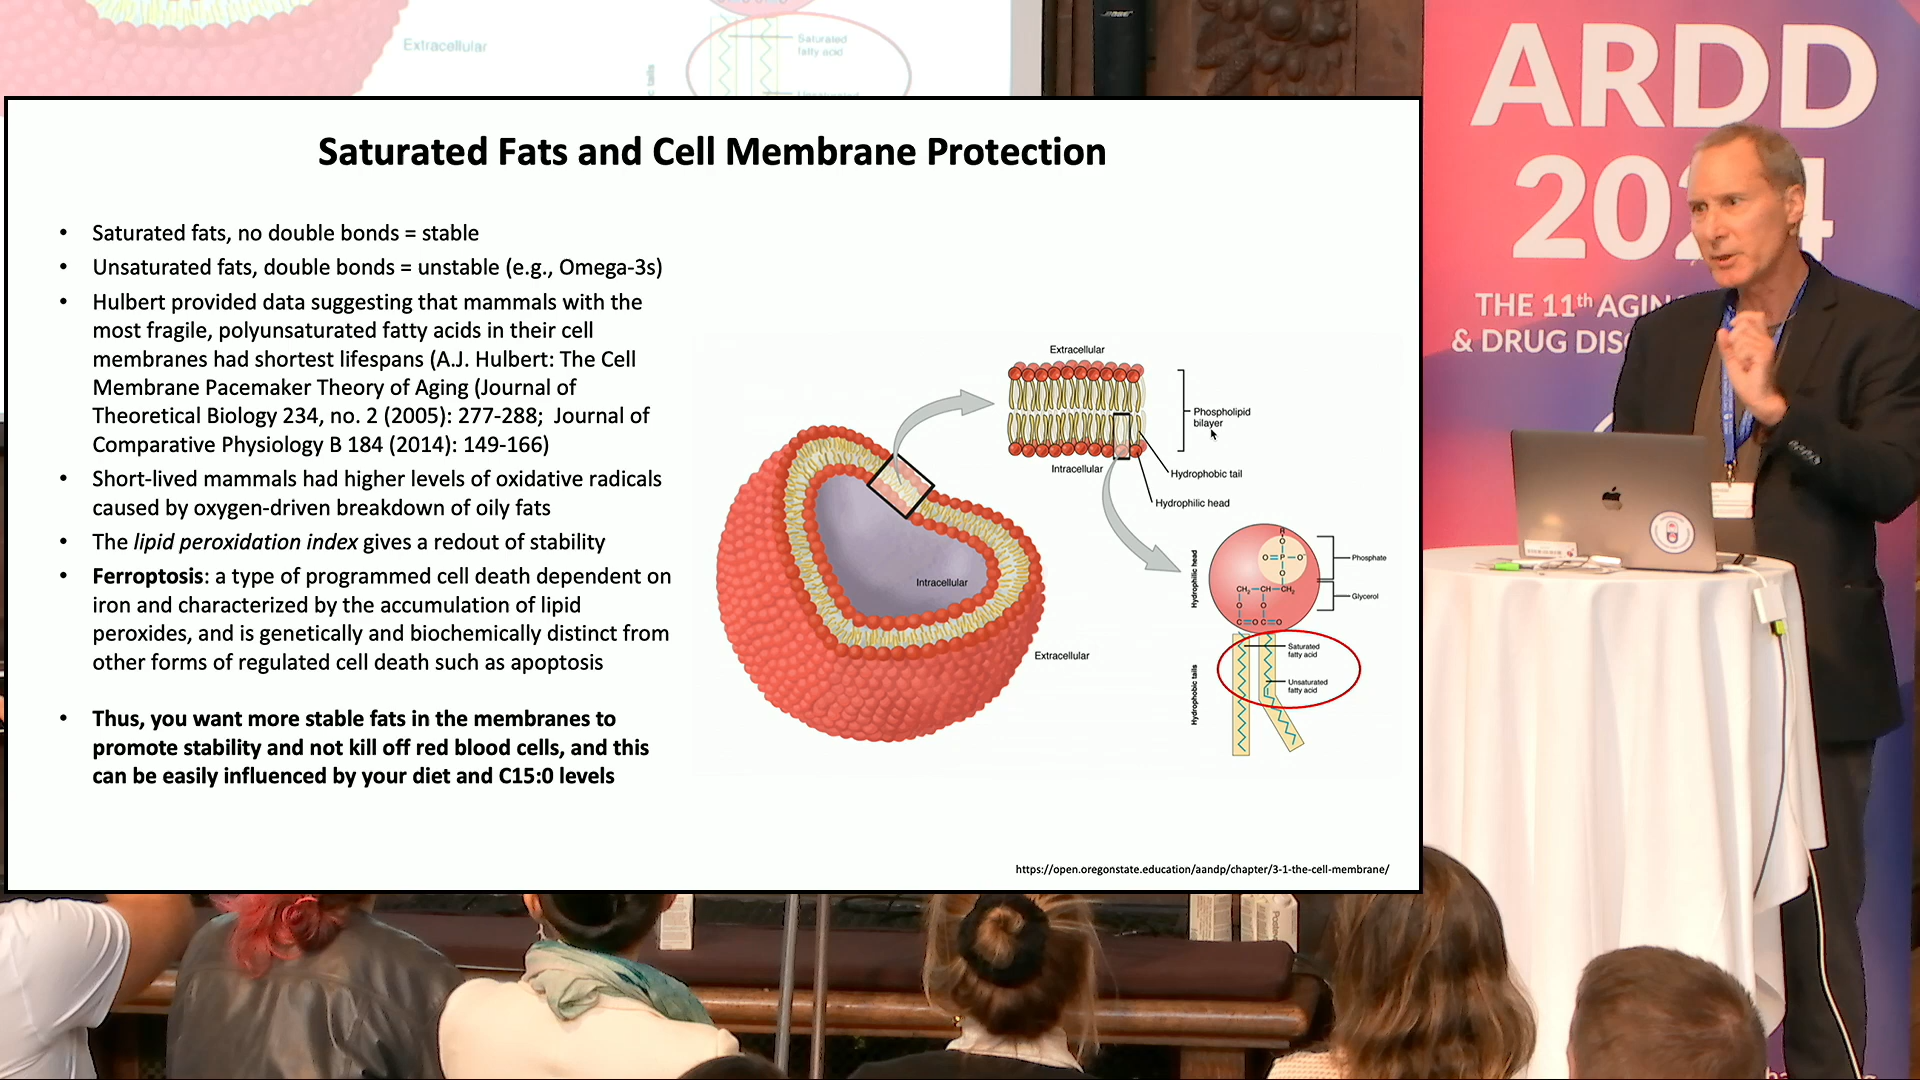 Extracellular
Saturated
fatty acid
Saturated Fats and Cell Membrane Protection
• Saturated fats, no double bonds = stable
• Unsaturated fats, double bonds = unstable (e.g., Omega-3s)
• Hulbert provided data suggesting that mammals with the
most fragile, polyunsaturated fatty acids in their cell
membranes had shortest lifespans (A.J. Hulbert: The Cell
Membrane Pacemaker Theory of Aging (Journal of
Theoretical Biology 234, no. 2 (2005): 277-288;  Journal of
Comparative Physiology B 184 (2014): 149-166)
• Short-lived mammals had higher levels of oxidative radicals
caused by oxygen-driven breakdown of oily fats
• The lipid peroxidation index gives a redout of stability
• Ferroptosis: a type of programmed cell death dependent on
iron and characterized by the accumulation of lipid
peroxides, and is genetically and biochemically distinct from
other forms of regulated cell death such as apoptosis
• Thus, you want more stable fats in the membranes to
promote stability and not kill off red blood cells, and this
can be easily influenced by your diet and C15:0 levels
Extracellular
Phospholipid
bilayer
Intracellular
Hydrophobic tail
Hydrophilic head
Intracellular
Extracellular
Hydrophilic head
H
O
O=P–O-
O
CH2–CH–CH2
O O
C=O C=O
Phosphate
Glycerol
Hydrophobic tails
Saturated
fatty acid
Unsaturated
fatty acid
https://open.oregonstate.education/aandp/chapter/3-1-the-cell-membrane/
BOSE
ARDD
2024
THE 11th AGIN
& DRUG DISC